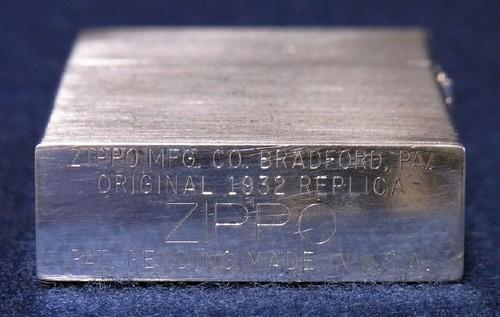 ZIPPO MFG. CO. BRADFORD, PA.
ORIGINAL 1932 REPLICA
ZIPPO
PAT. PENDING MADE IN U.S.A.